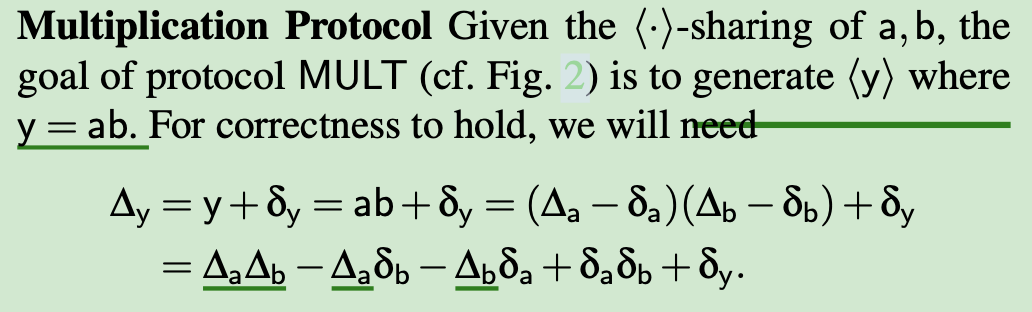 Multiplication Protocol Given the ⟨·⟩-sharing of a, b, the
goal of protocol MULT (cf. Fig. 2) is to generate ⟨y⟩ where
y = ab. For correctness to hold, we will need
Δ_y = y + δ_y = ab + δ_y = (Δ_a − δ_a)(Δ_b − δ_b) + δ_y
= Δ_aΔ_b − Δ_aδ_b − Δ_bδ_a + δ_aδ_b + δ_y.